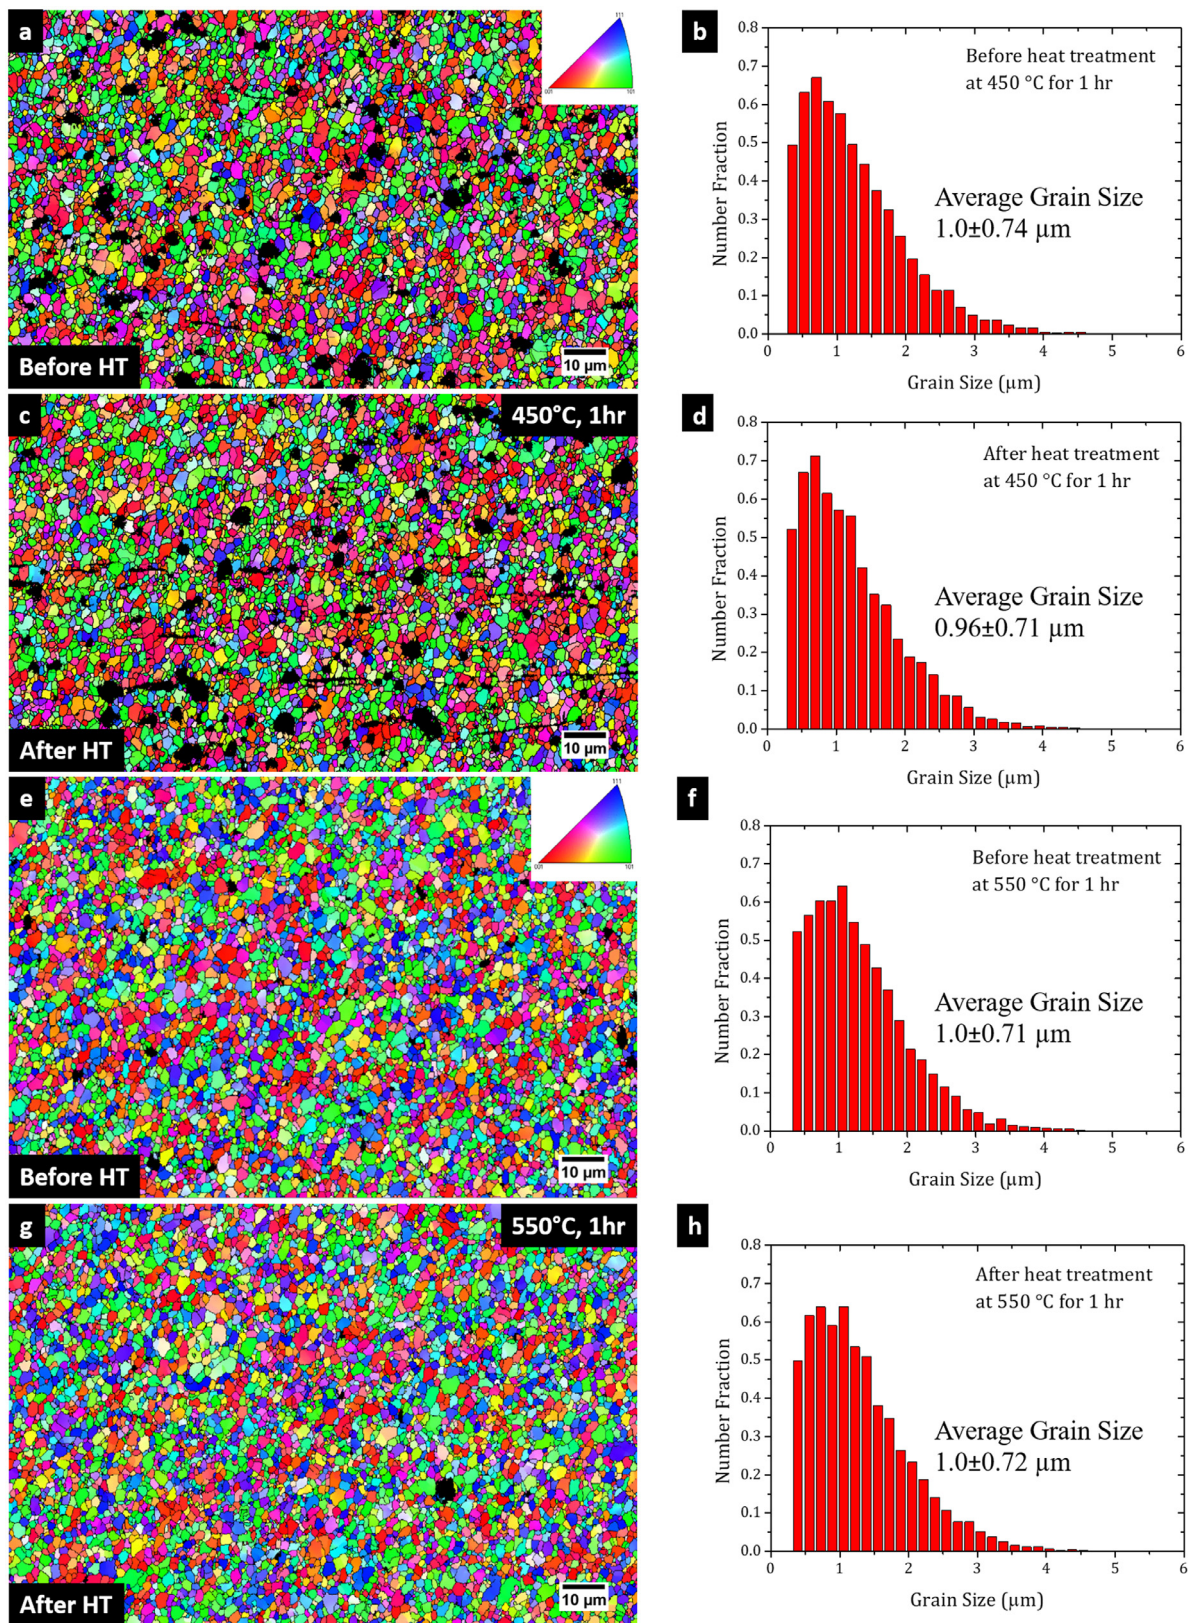 a
111
001
101
Before HT
10 µm
b
0.8
0.7
0.6
0.5
0.4
0.3
0.2
0.1
0.0
Number Fraction
Before heat treatment
at 450 °C for 1 hr
Average Grain Size
1.0±0.74 µm
0 1 2 3 4 5 6
Grain Size (µm)
c
450°C, 1hr
After HT
10 µm
d
0.8
0.7
0.6
0.5
0.4
0.3
0.2
0.1
0.0
Number Fraction
After heat treatment
at 450 °C for 1 hr
Average Grain Size
0.96±0.71 µm
0 1 2 3 4 5 6
Grain Size (µm)
e
111
001
101
Before HT
10 µm
f
0.8
0.7
0.6
0.5
0.4
0.3
0.2
0.1
0.0
Number Fraction
Before heat treatment
at 550 °C for 1 hr
Average Grain Size
1.0±0.71 µm
0 1 2 3 4 5 6
Grain Size (µm)
g
550°C, 1hr
After HT
10 µm
h
0.8
0.7
0.6
0.5
0.4
0.3
0.2
0.1
0.0
Number Fraction
After heat treatment
at 550 °C for 1 hr
Average Grain Size
1.0±0.72 µm
0 1 2 3 4 5 6
Grain Size (µm)